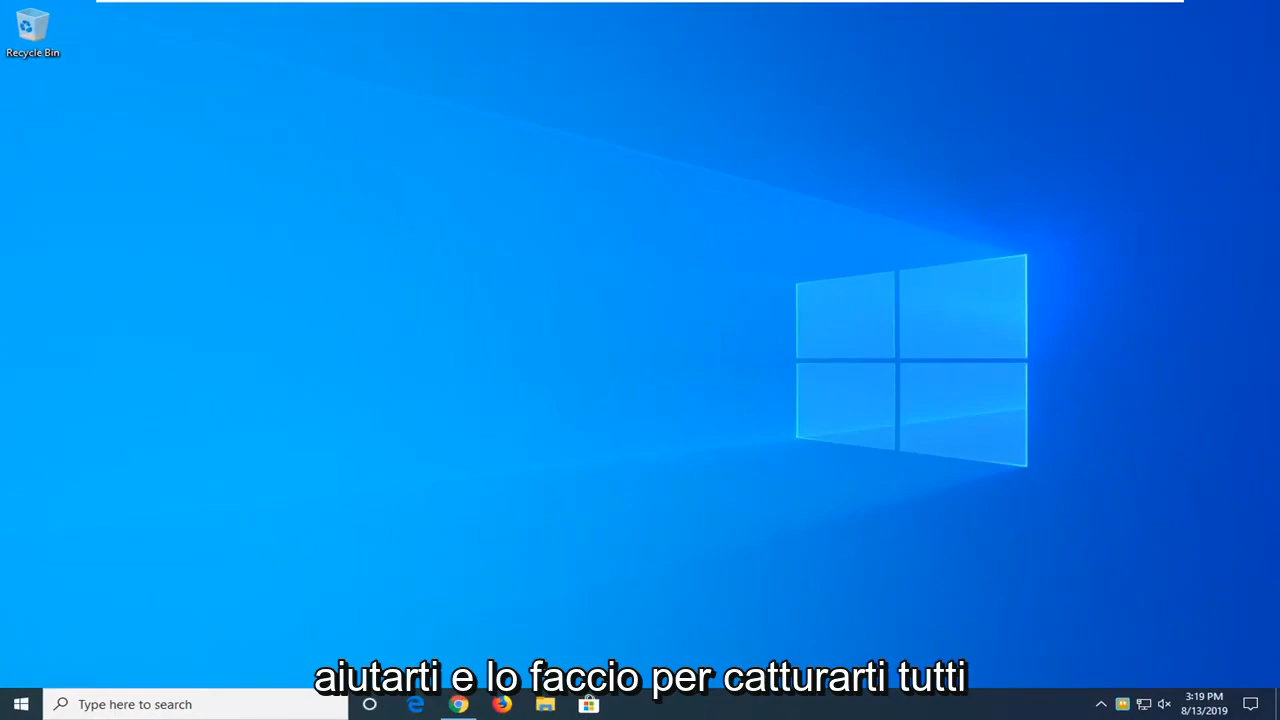 Recycle Bin
aiutarti e lo faccio per catturarti tutti
Type here to search
3:19 PM
8/13/2019